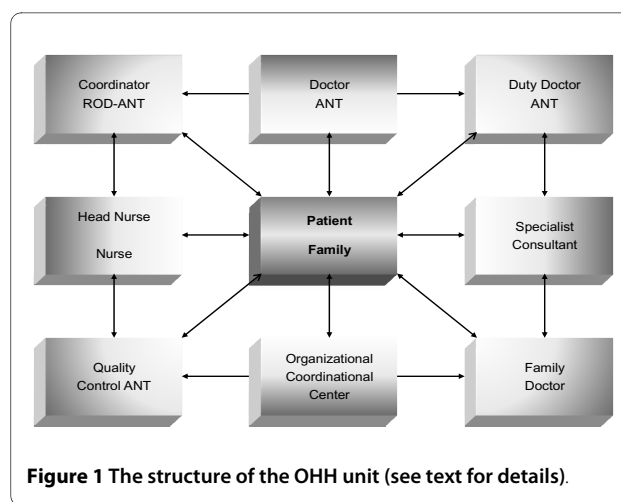 Coordinator
ROD-ANT
Doctor
ANT
Duty Doctor
ANT
Head Nurse
Nurse
Patient
Family
Specialist
Consultant
Quality
Control ANT
Organizational
Coordinational
Center
Family
Doctor
Figure 1 The structure of the OHH unit (see text for details).